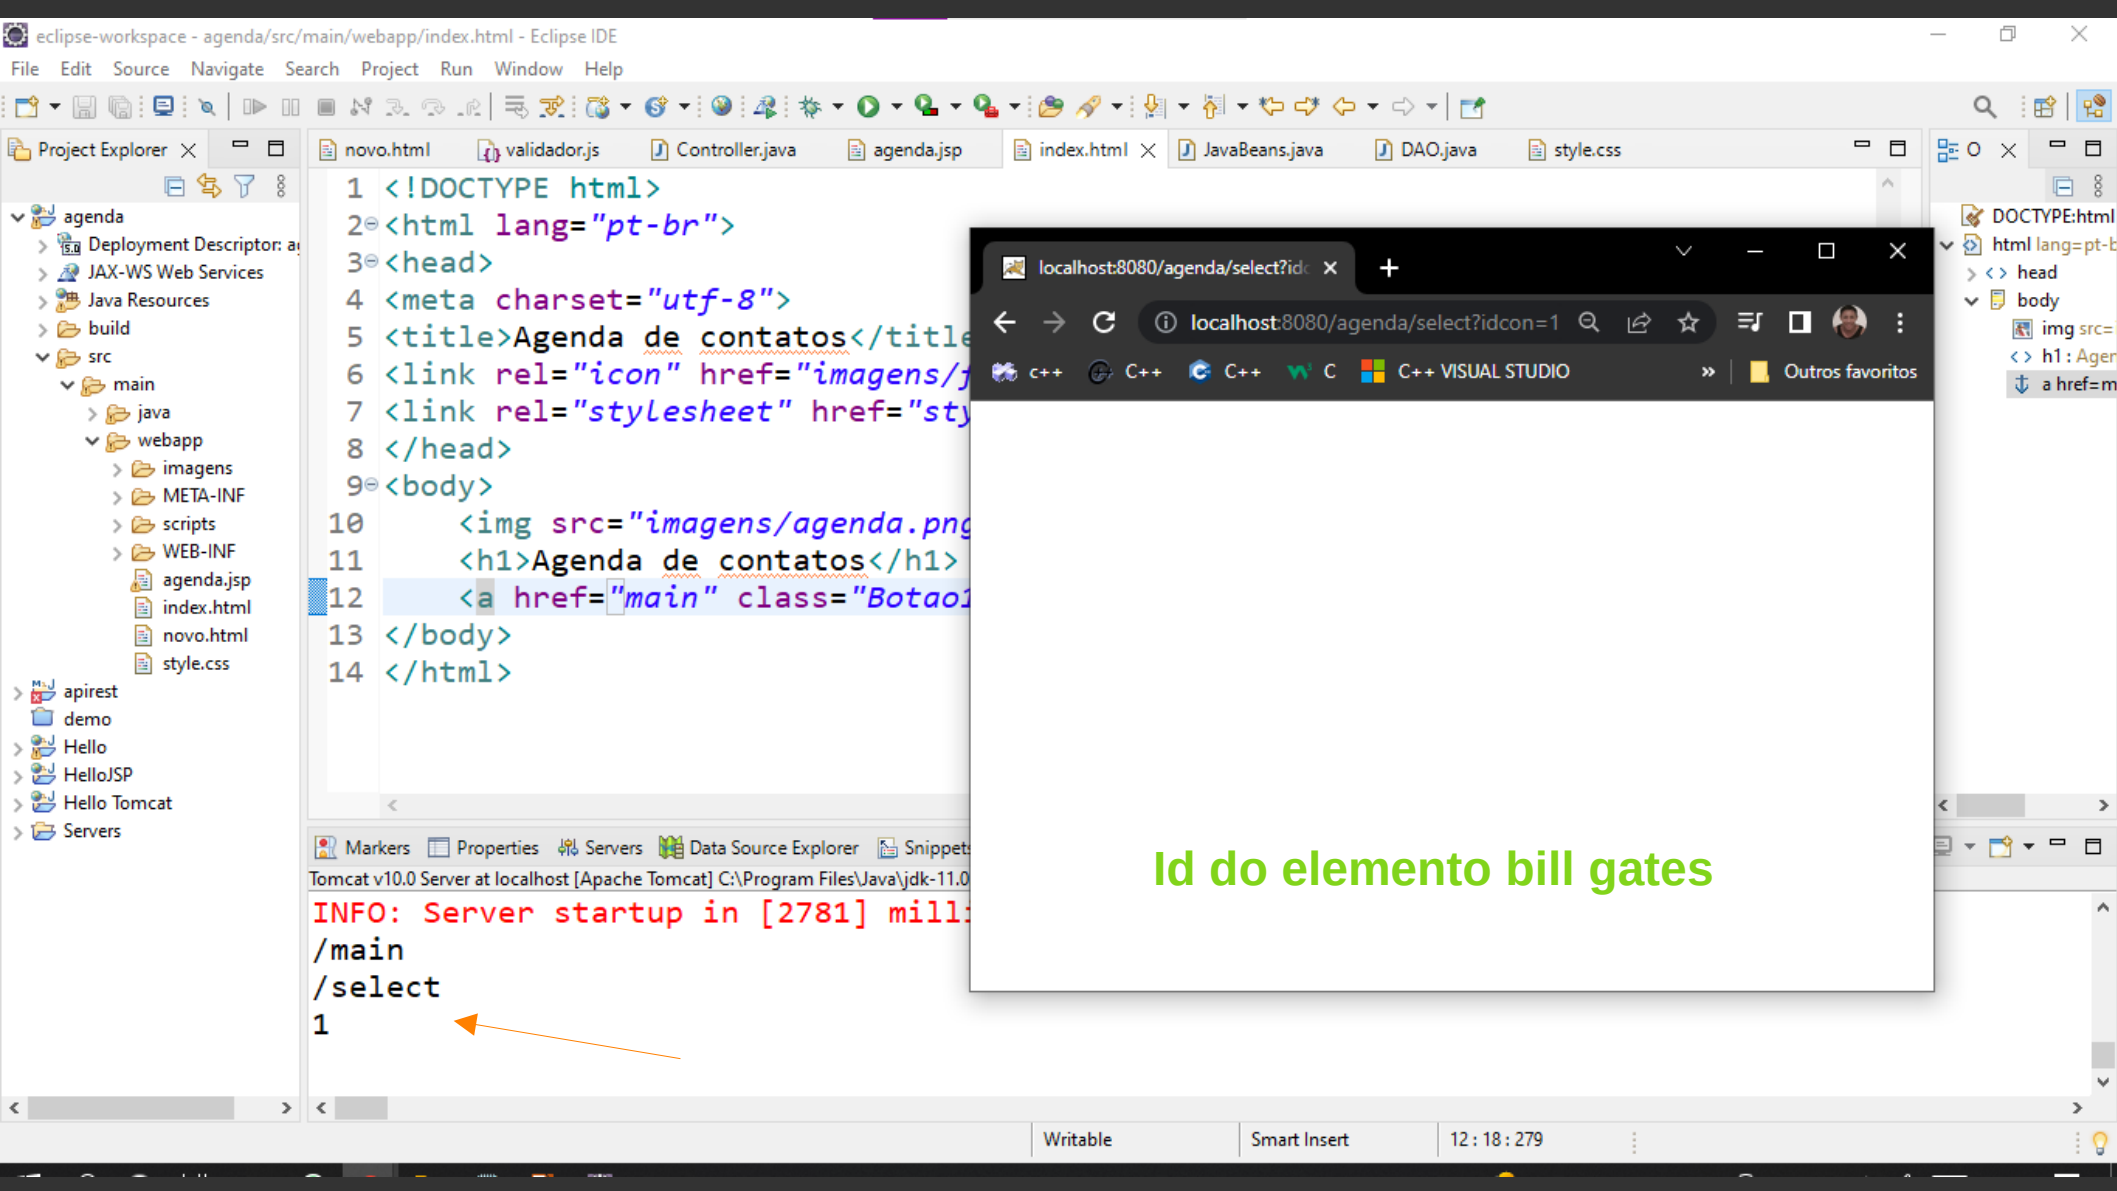 eclipse-workspace - agenda/src/main/webapp/index.html - Eclipse IDE
File Edit Source Navigate Search Project Run Window Help
Project Explorer
agenda
Deployment Descriptor:
JAX-WS Web Services
Java Resources
build
src
main
java
webapp
imagens
META-INF
scripts
WEB-INF
agenda.jsp
index.html
novo.html
style.css
apirest
demo
Hello
HelloJSP
Hello Tomcat
Servers
novo.html validador.js Controller.java agenda.jsp index.html JavaBeans.java DAO.java style.css
1 <!DOCTYPE html>
2 <html lang="pt-br">
3 <head>
4 <meta charset="utf-8">
5 <title>Agenda de contatos</title
6 <link rel="icon" href="imagens/f
7 <link rel="stylesheet" href="sty
8 </head>
9 <body>
10 <img src="imagens/agenda.png
11 <h1>Agenda de contatos</h1>
12 <a href="main" class="Botao1
13 </body>
14 </html>
localhost:8080/agenda/select?idc
localhost:8080/agenda/select?idcon=1
c++ C++ C++ C C++ VISUAL STUDIO » Outros favoritos
Id do elemento bill gates
O
DOCTYPE:html
html lang=pt-b
head
body
img src=
h1 : Agen
a href=m
Markers Properties Servers Data Source Explorer Snippets
Tomcat v10.0 Server at localhost [Apache Tomcat] C:\Program Files\Java\jdk-11.0
INFO: Server startup in [2781] milli
/main
/select
1
Writable Smart Insert 12 : 18 : 279